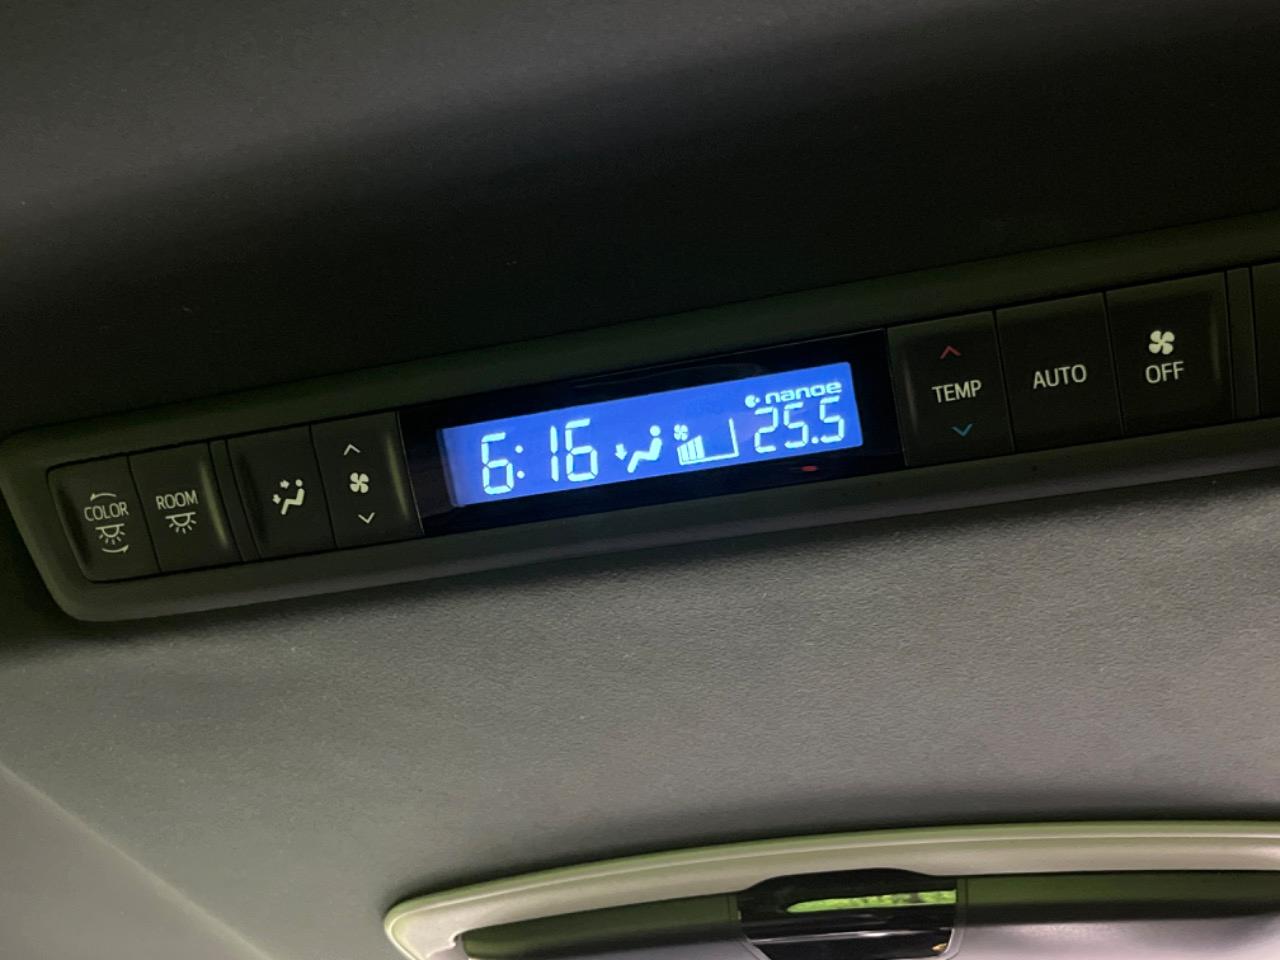 COLOR
ROOM
6:16
nanoe
25.5
TEMP
AUTO
OFF